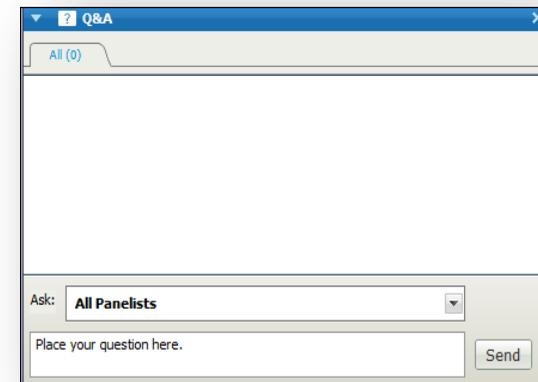 ? Q&A
All (0)
Ask: All Panelists
Place your question here.
Send